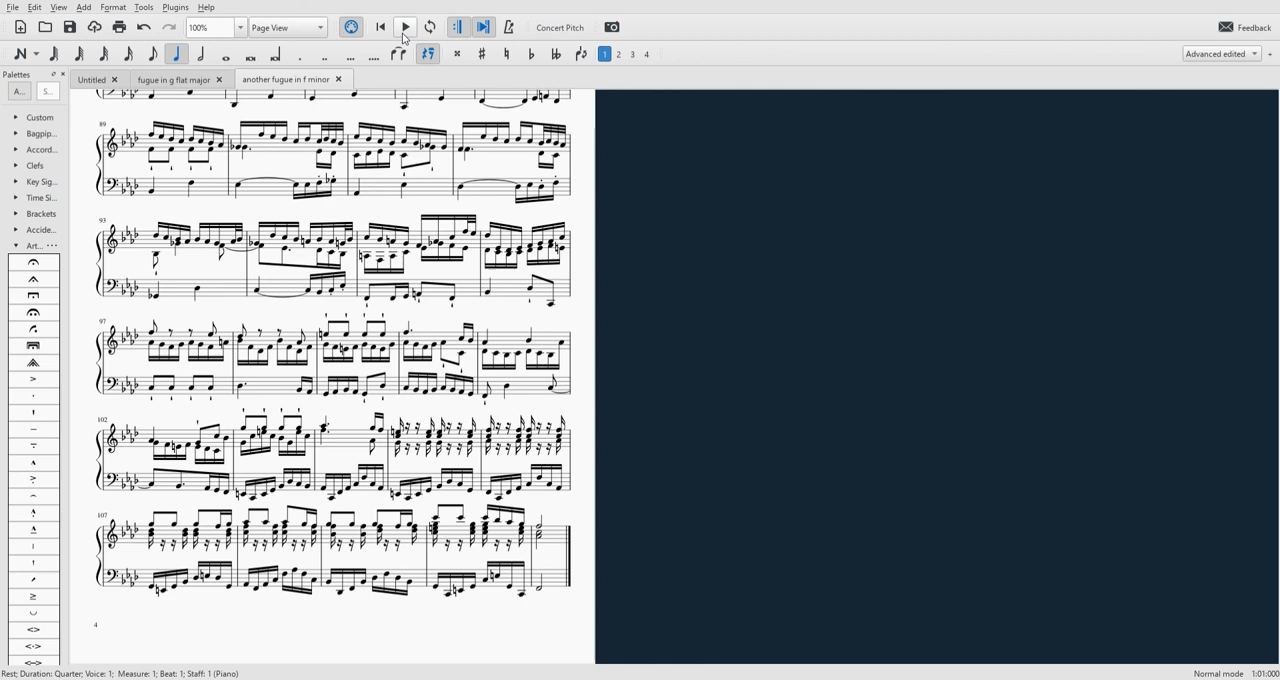 File Edit View Add Format Tools Plugins Help
100% Page View Concert Pitch Feedback
1 2 3 4 Advanced edited +
Palettes Untitled fugue in g flat major another fugue in f minor
A... S...
Custom
Bagpip...
Accord...
Clefs
Key Sig...
Time Si...
Brackets
Accide...
Art... ...
89
93
97
102
107
4
Rest; Duration: Quarter; Voice: 1; Measure: 1; Beat: 1; Staff: 1 (Piano) Normal mode 1:01:000